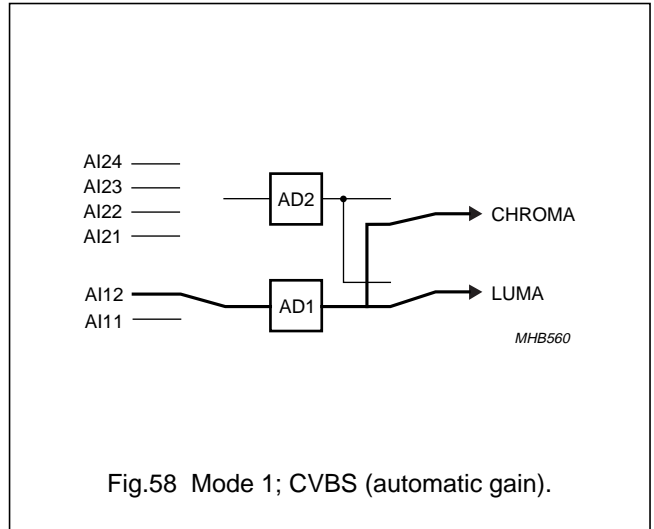 AI24
AI23
AI22
AI21
AD2
CHROMA
AI12
AI11
AD1
LUMA
MHB560
Fig.58 Mode 1; CVBS (automatic gain).